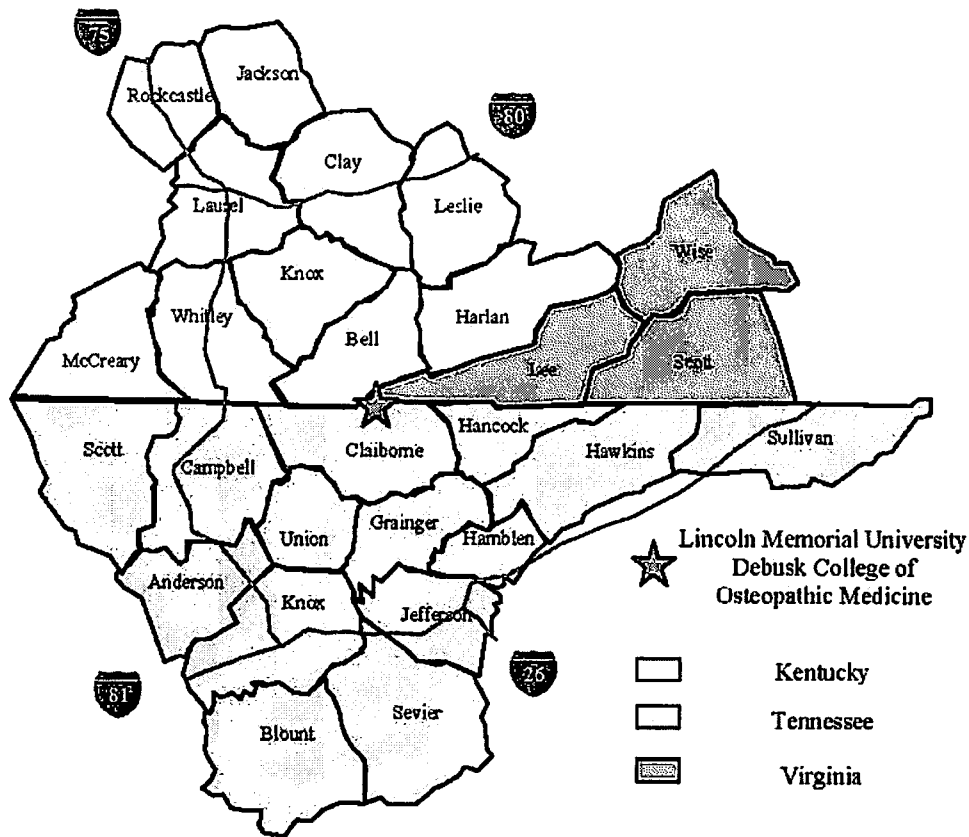 75
Jackson
Rockcastle
80
Clay
Laurel
Leslie
Wise
Knox
Whitley
Harlan
Bell
McCreary
Lee
Scott
Hancock
Scott
Claiborne
Hawkins
Sullivan
Campbell
Grainger
Union
Hamblen
Lincoln Memorial University
Debusk College of
Osteopathic Medicine
Anderson
Knox
Jefferson
81
26
Kentucky
Sevier
Tennessee
Blount
Virginia